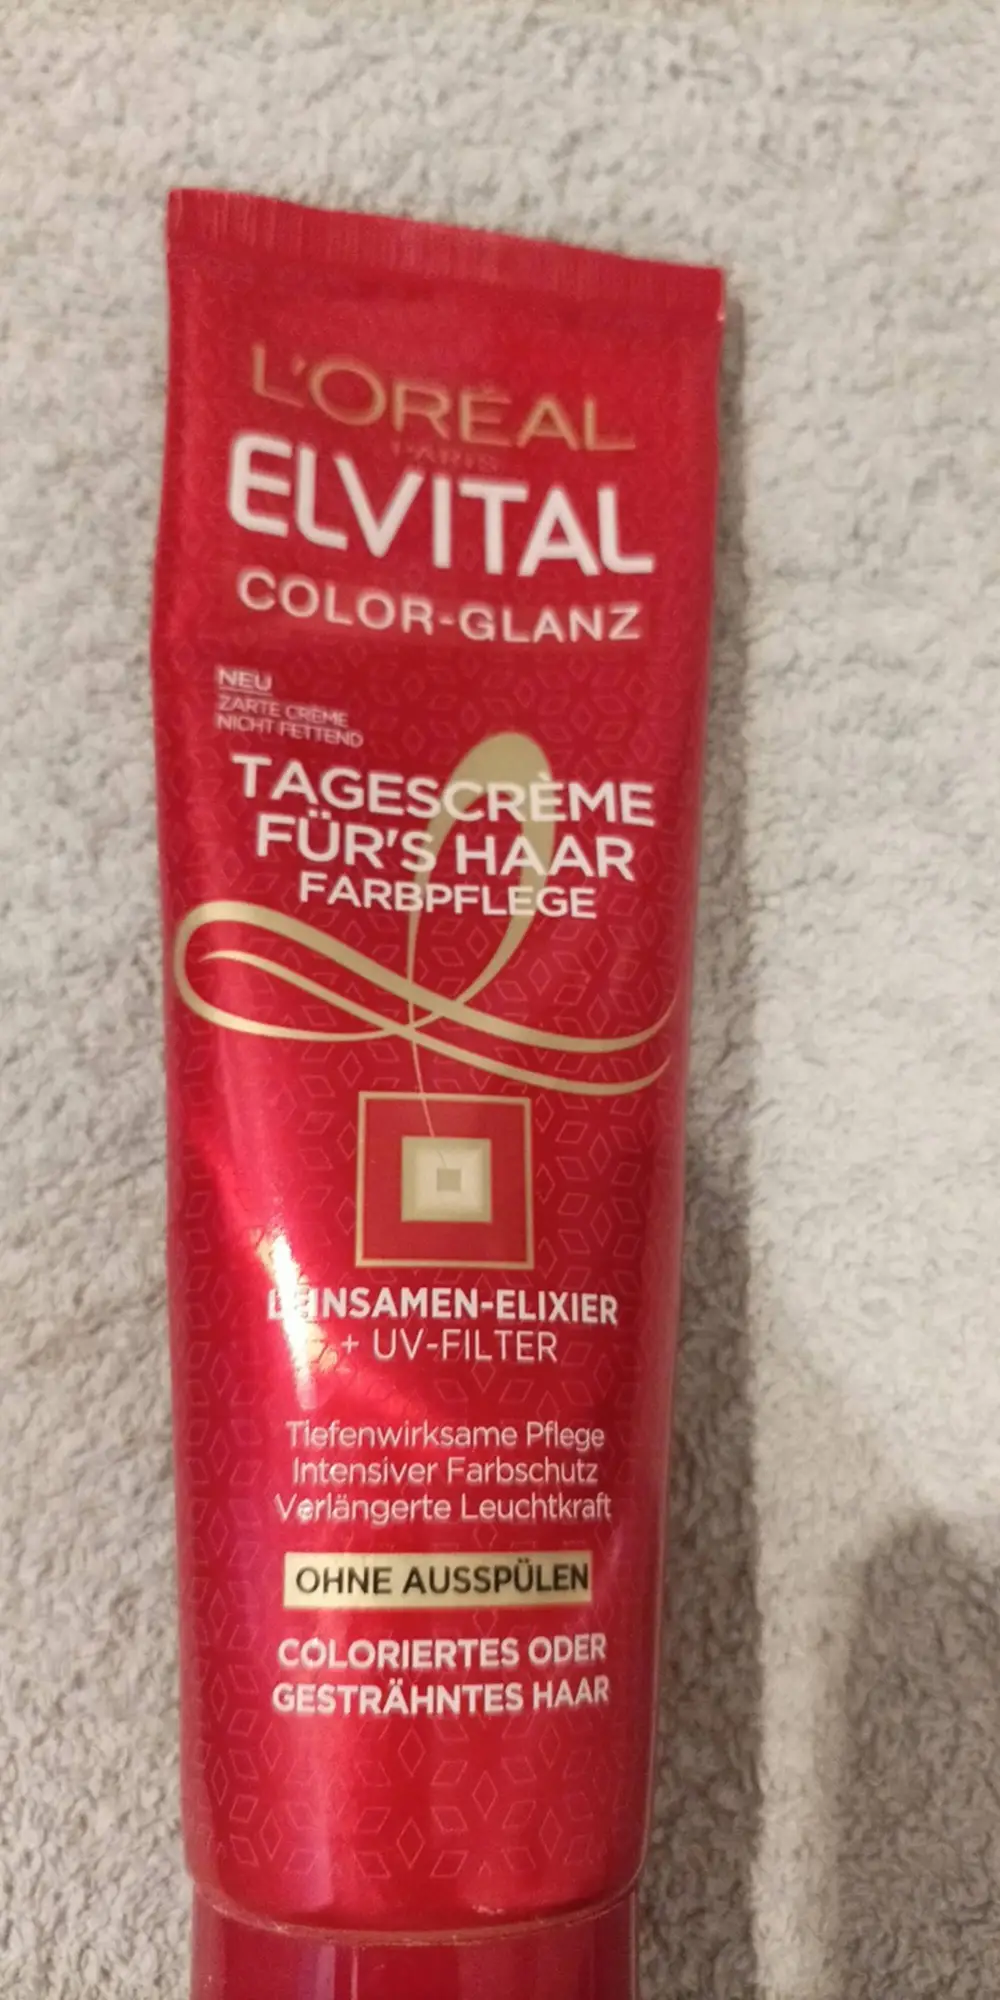 L'ORÉAL
PARIS
ELVITAL
COLOR-GLANZ
NEU
ZARTE CRÈME
NICHT FETTEND
TAGESCRÈME
FÜR'S HAAR
FARBPFLEGE
LEINSAMEN-ELIXIER
+ UV-FILTER
Tiefenwirksame Pflege
Intensiver Farbschutz
Verlängerte Leuchtkraft
OHNE AUSSPÜLEN
COLORIERTES ODER
GESTRÄHNTES HAAR